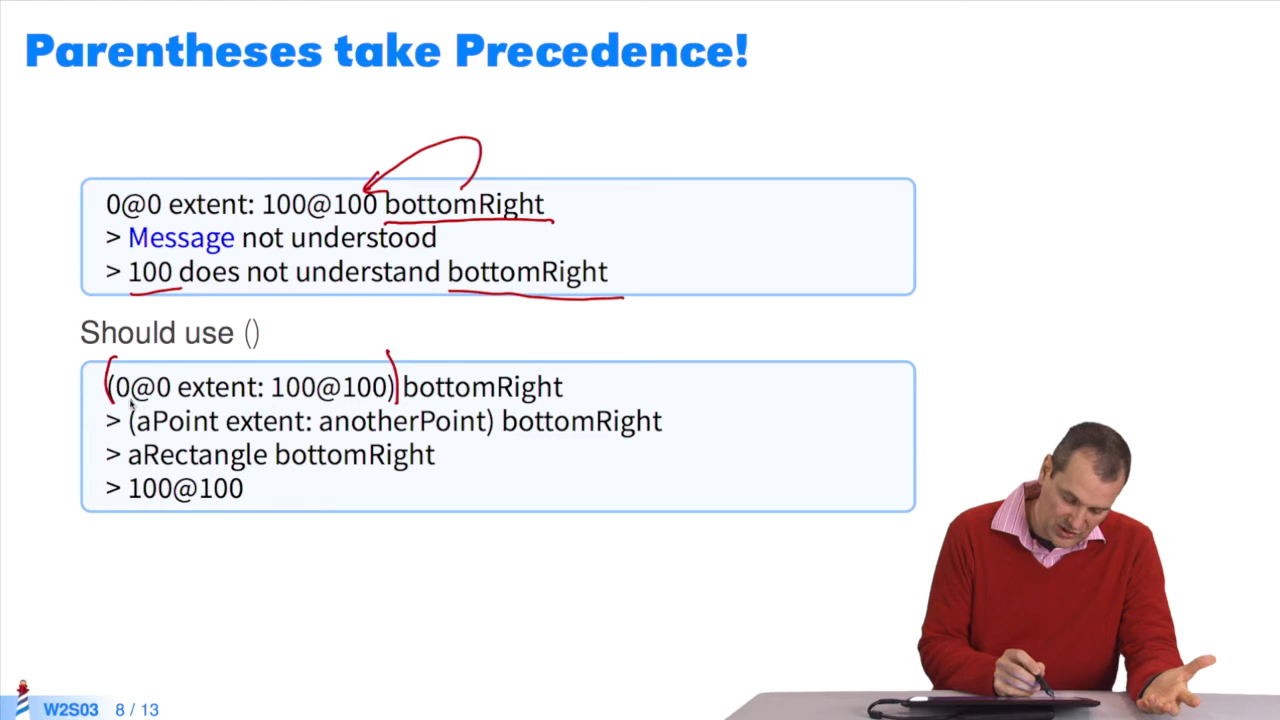 Parentheses take Precedence!
0@0 extent: 100@100 bottomRight
> Message not understood
> 100 does not understand bottomRight
Should use ()
(0@0 extent: 100@100) bottomRight
> (aPoint extent: anotherPoint) bottomRight
> aRectangle bottomRight
> 100@100
W2S03 8 / 13